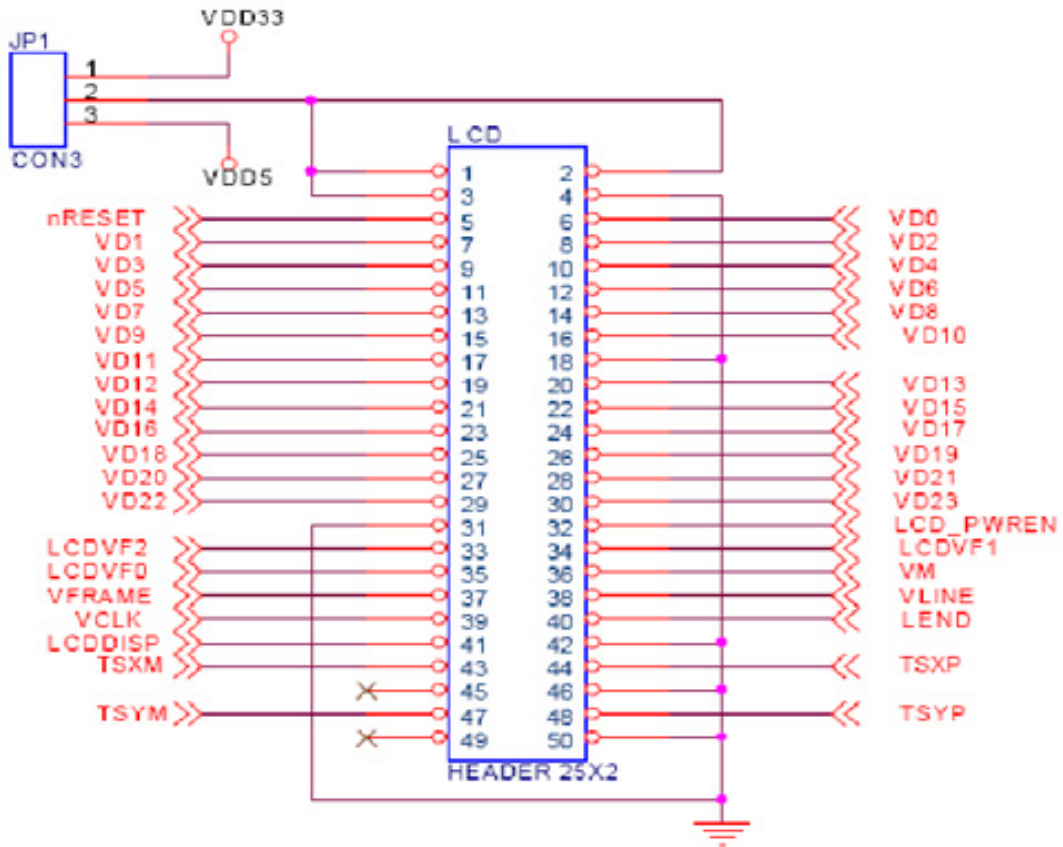 VDD33
JP1
1
2
3
CON3
VDD5
LCD
1 2
3 4
nRESET 5 6 VD0
VD1 7 8 VD2
VD3 9 10 VD4
VD5 11 12 VD6
VD7 13 14 VD8
VD9 15 16 VD10
VD11 17 18
VD12 19 20 VD13
VD14 21 22 VD15
VD16 23 24 VD17
VD18 25 26 VD19
VD20 27 28 VD21
VD22 29 30 VD23
31 32 LCD_PWREN
LCDVF2 33 34 LCDVF1
LCDVF0 35 36 VM
VFRAME 37 38 VLINE
VCLK 39 40 LEND
LCDDISP 41 42
TSXM 43 44 TSXP
45 46
TSYM 47 48 TSYP
49 50
HEADER 25X2